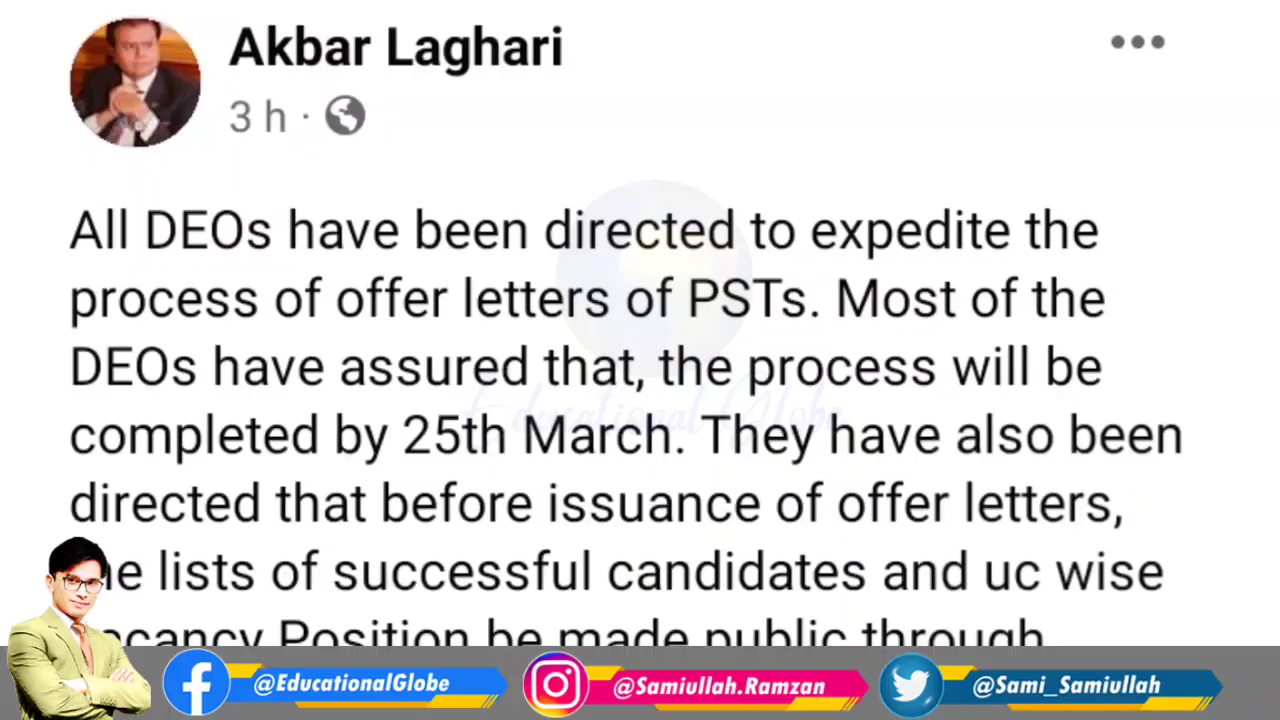 Akbar Laghari
3 h ·
All DEOs have been directed to expedite the
process of offer letters of PSTs. Most of the
DEOs have assured that, the process will be
completed by 25th March. They have also been
directed that before issuance of offer letters,
lists of successful candidates and uc wise
Position be made public through
Educational Globe
@EducationalGlobe
@Samiullah.Ramzan
@Sami_Samiullah